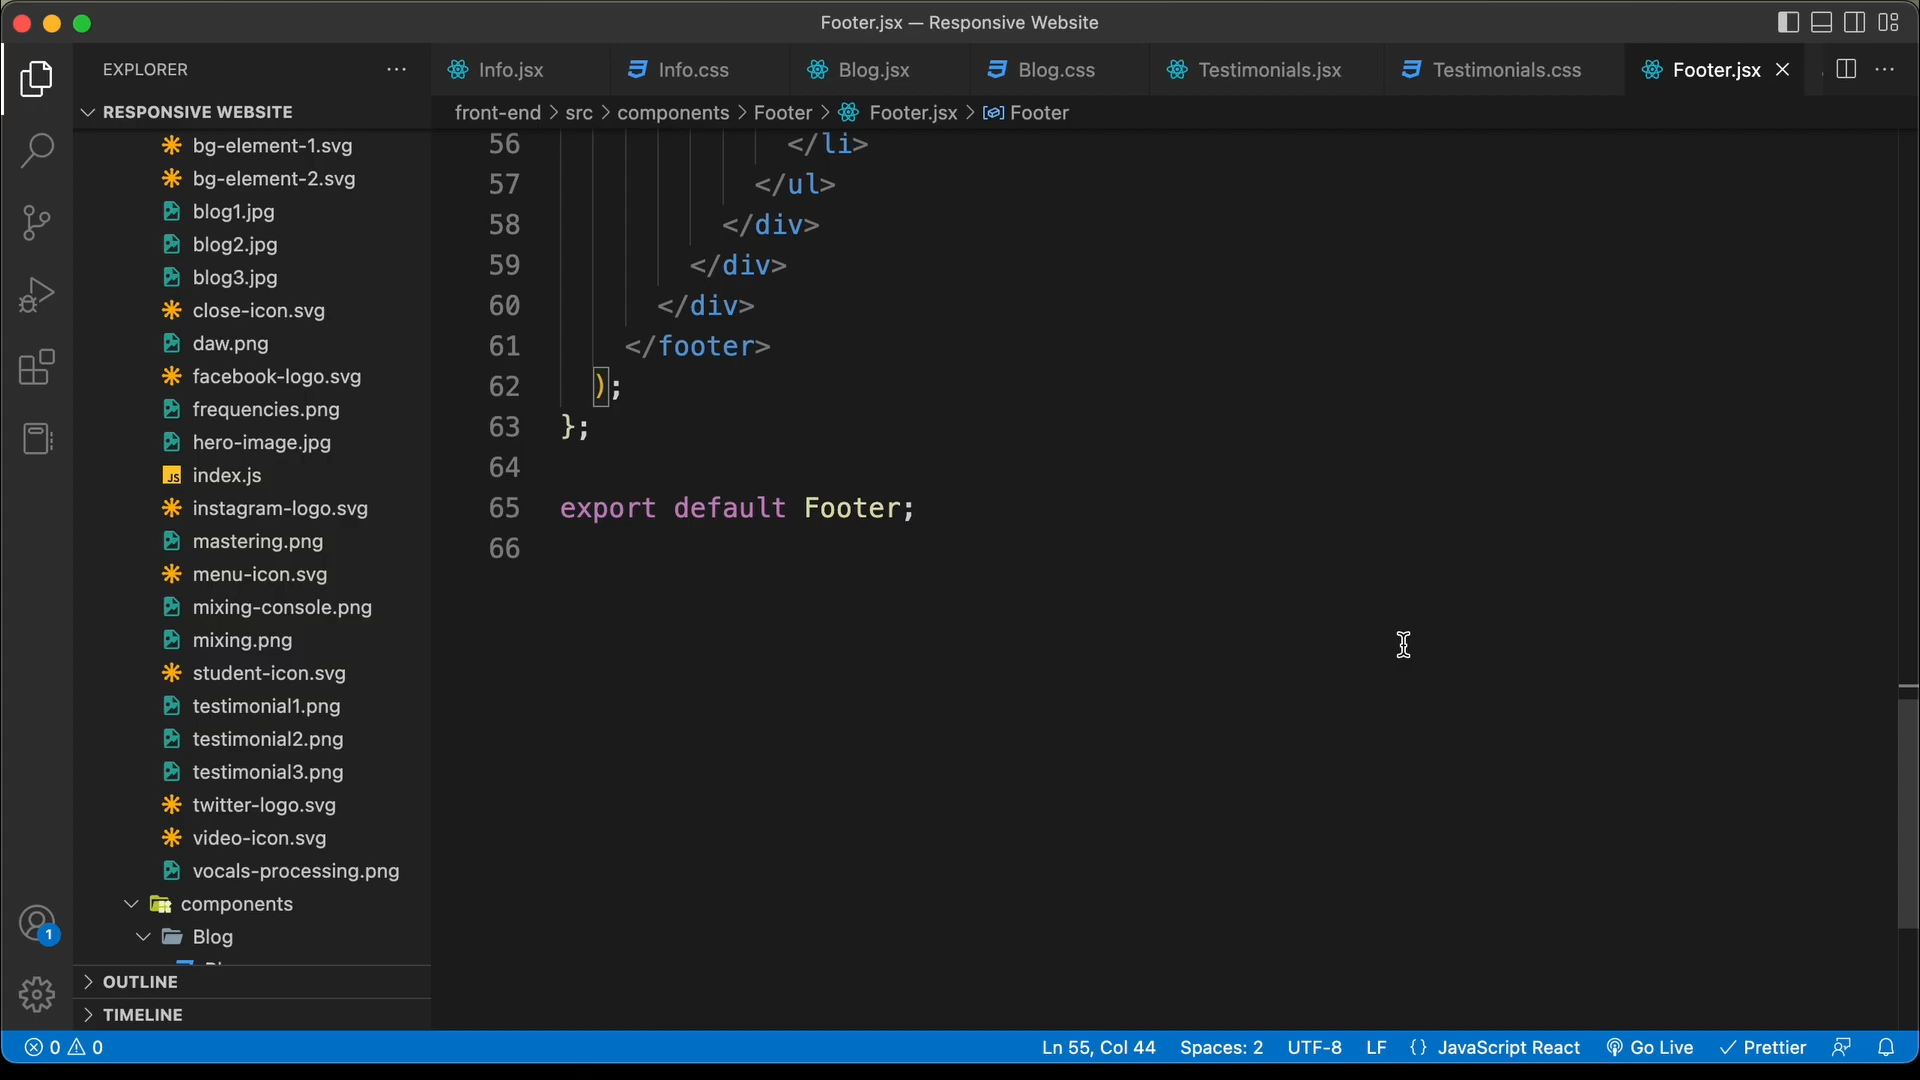 Footer.jsx — Responsive Website
EXPLORER
Info.jsx
Info.css
Blog.jsx
Blog.css
Testimonials.jsx
Testimonials.css
Footer.jsx
RESPONSIVE WEBSITE
front-end > src > components > Footer > Footer.jsx > Footer
bg-element-1.svg
bg-element-2.svg
blog1.jpg
blog2.jpg
blog3.jpg
close-icon.svg
daw.png
facebook-logo.svg
frequencies.png
hero-image.jpg
JS index.js
instagram-logo.svg
mastering.png
menu-icon.svg
mixing-console.png
mixing.png
student-icon.svg
testimonial1.png
testimonial2.png
testimonial3.png
twitter-logo.svg
video-icon.svg
vocals-processing.png
components
Blog
OUTLINE
TIMELINE
56 </li>
57 </ul>
58 </div>
59 </div>
60 </div>
61 </footer>
62 );
63 };
64
65 export default Footer;
66
1
0 0
Ln 55, Col 44
Spaces: 2
UTF-8
LF
{} JavaScript React
Go Live
Prettier